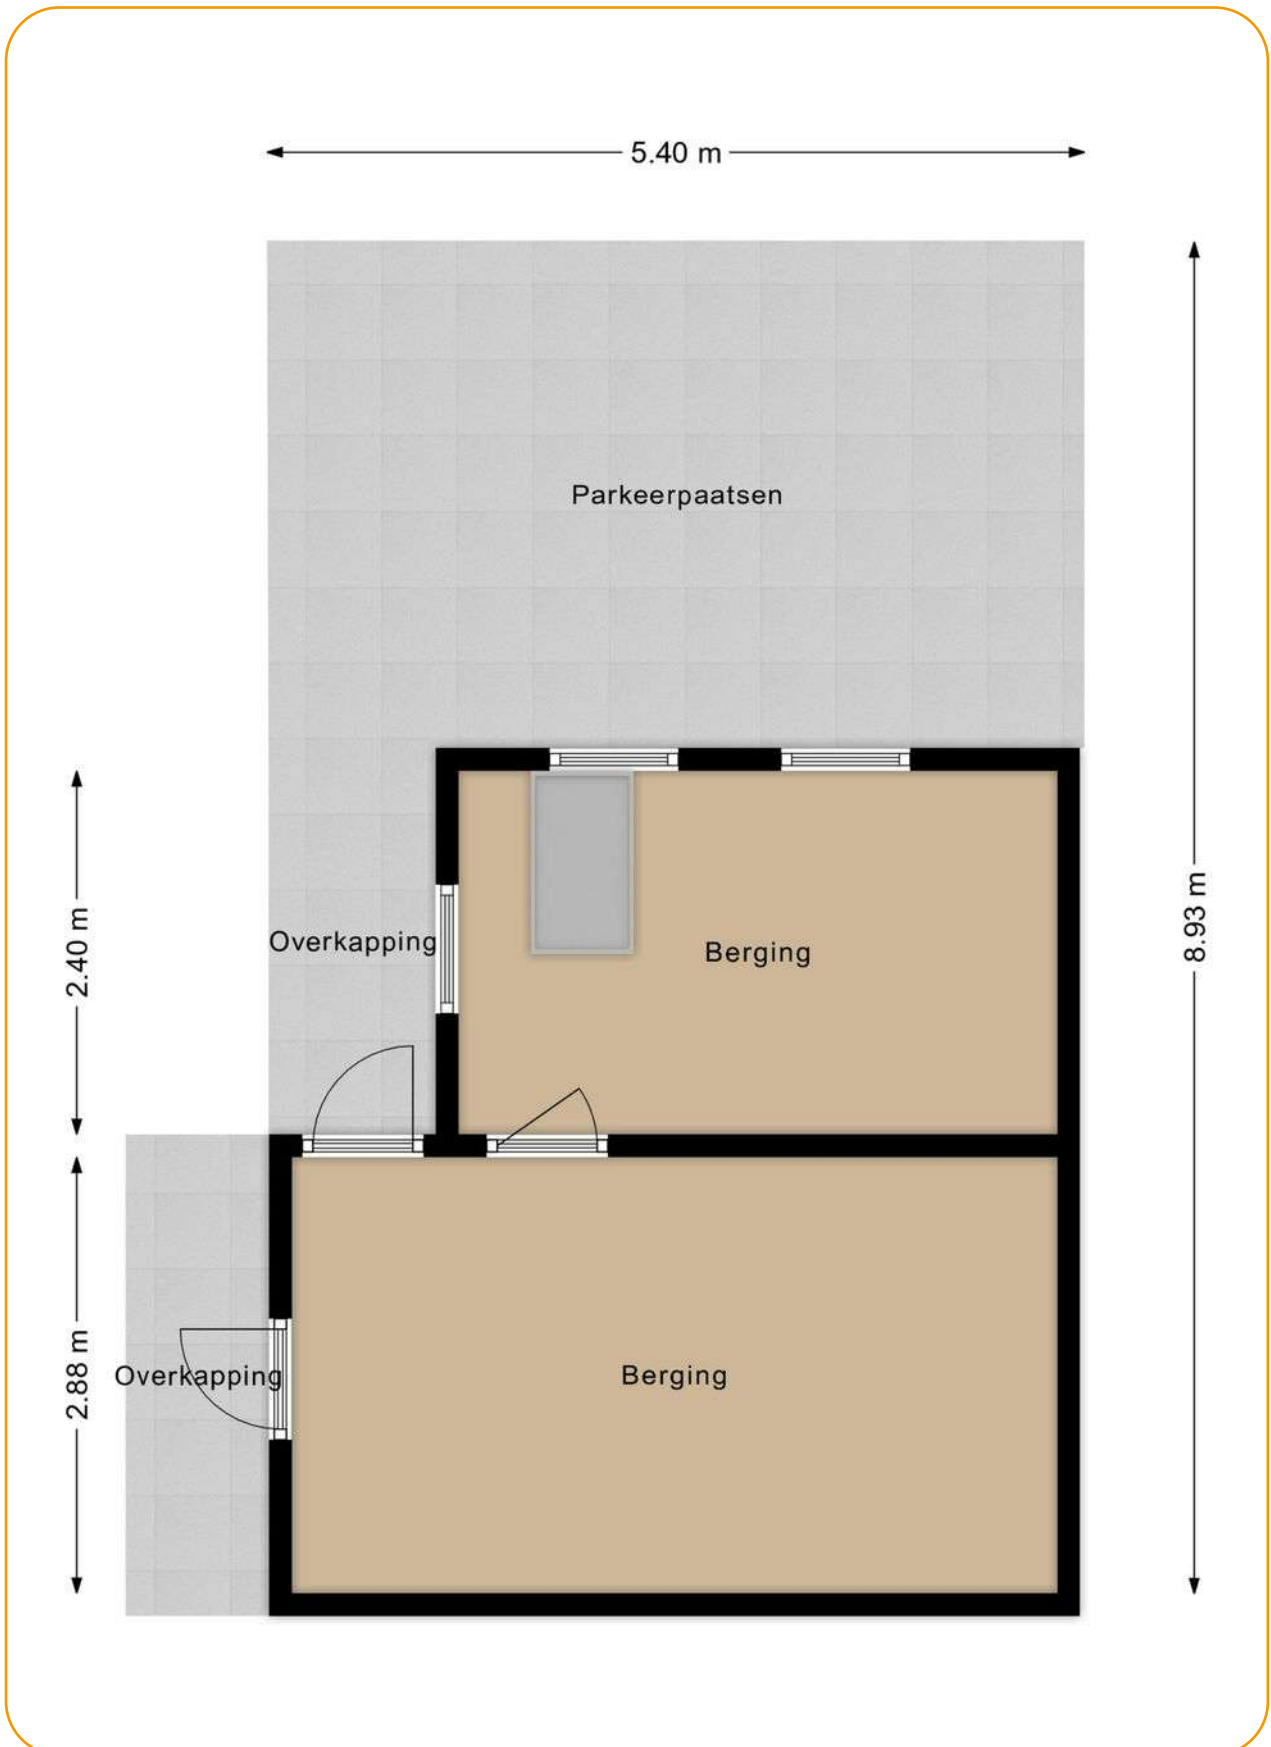 5.40 m
Parkeerpaatsen
8.93 m
2.40 m
Overkapping
Berging
2.88 m
Overkapping
Berging